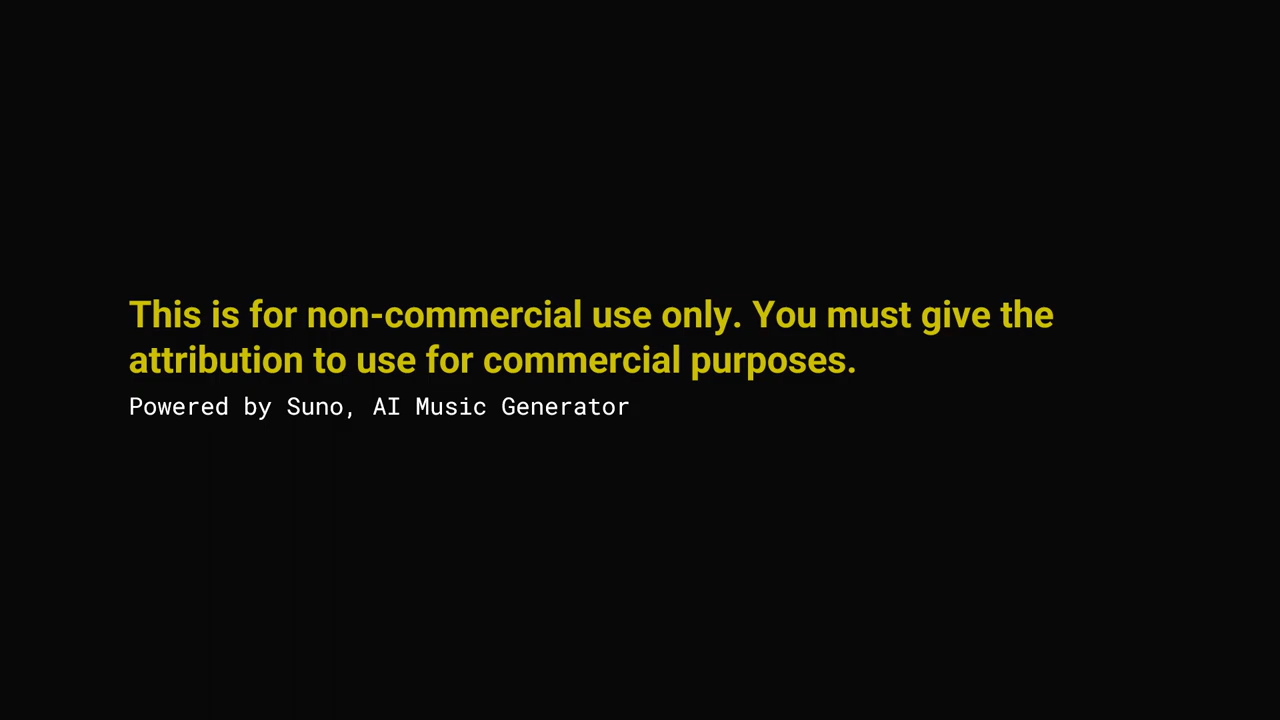 This is for non-commercial use only. You must give the
attribution to use for commercial purposes.
Powered by Suno, AI Music Generator